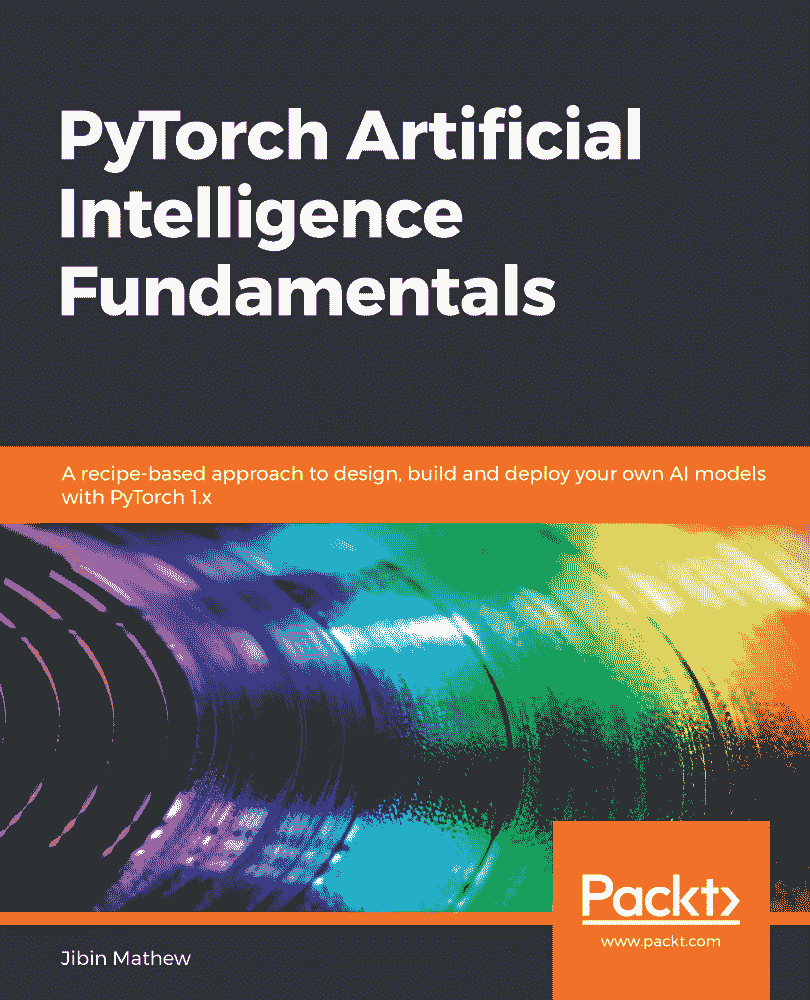 PyTorch Artificial
Intelligence
Fundamentals
A recipe-based approach to design, build and deploy your own AI models
with PyTorch 1.x
Packt>
www.packt.com
Jibin Mathew